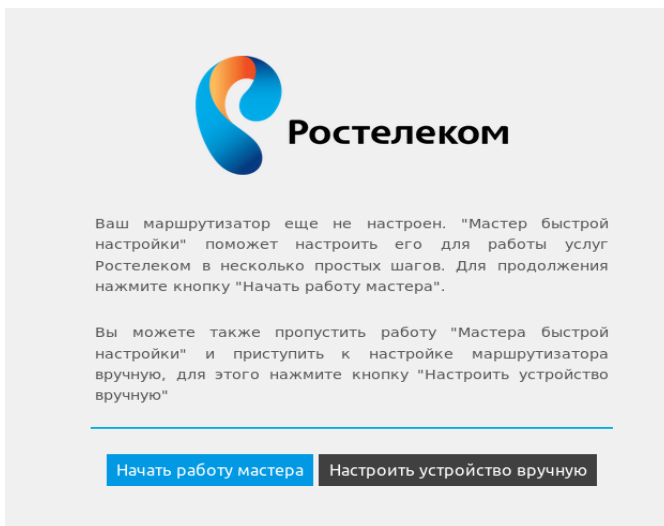 Ростелеком
Ваш маршрутизатор еще не настроен. "Мастер быстрой
настройки" поможет настроить его для работы услуг
Ростелеком в несколько простых шагов. Для продолжения
нажмите кнопку "Начать работу мастера".
Вы можете также пропустить работу "Мастера быстрой
настройки" и приступить к настройке маршрутизатора
вручную, для этого нажмите кнопку "Настроить устройство
вручную"
Начать работу мастера Настроить устройство вручную